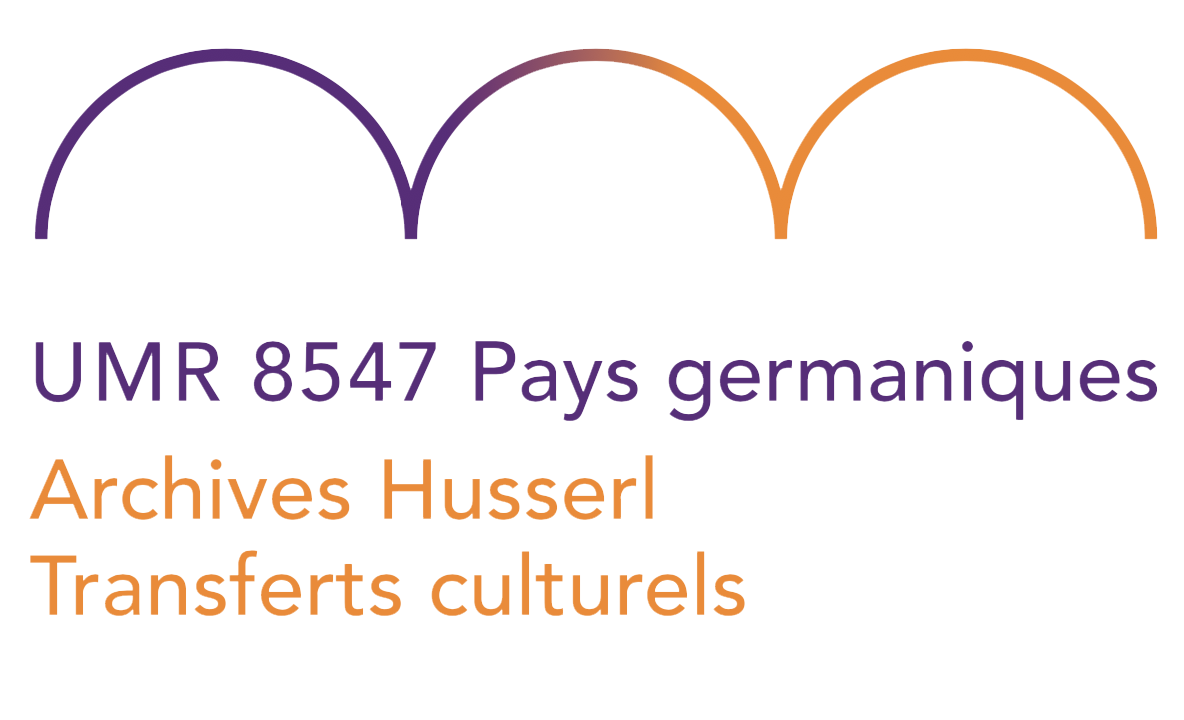 UMR 8547 Pays germaniques
Archives Husserl
Transferts culturels